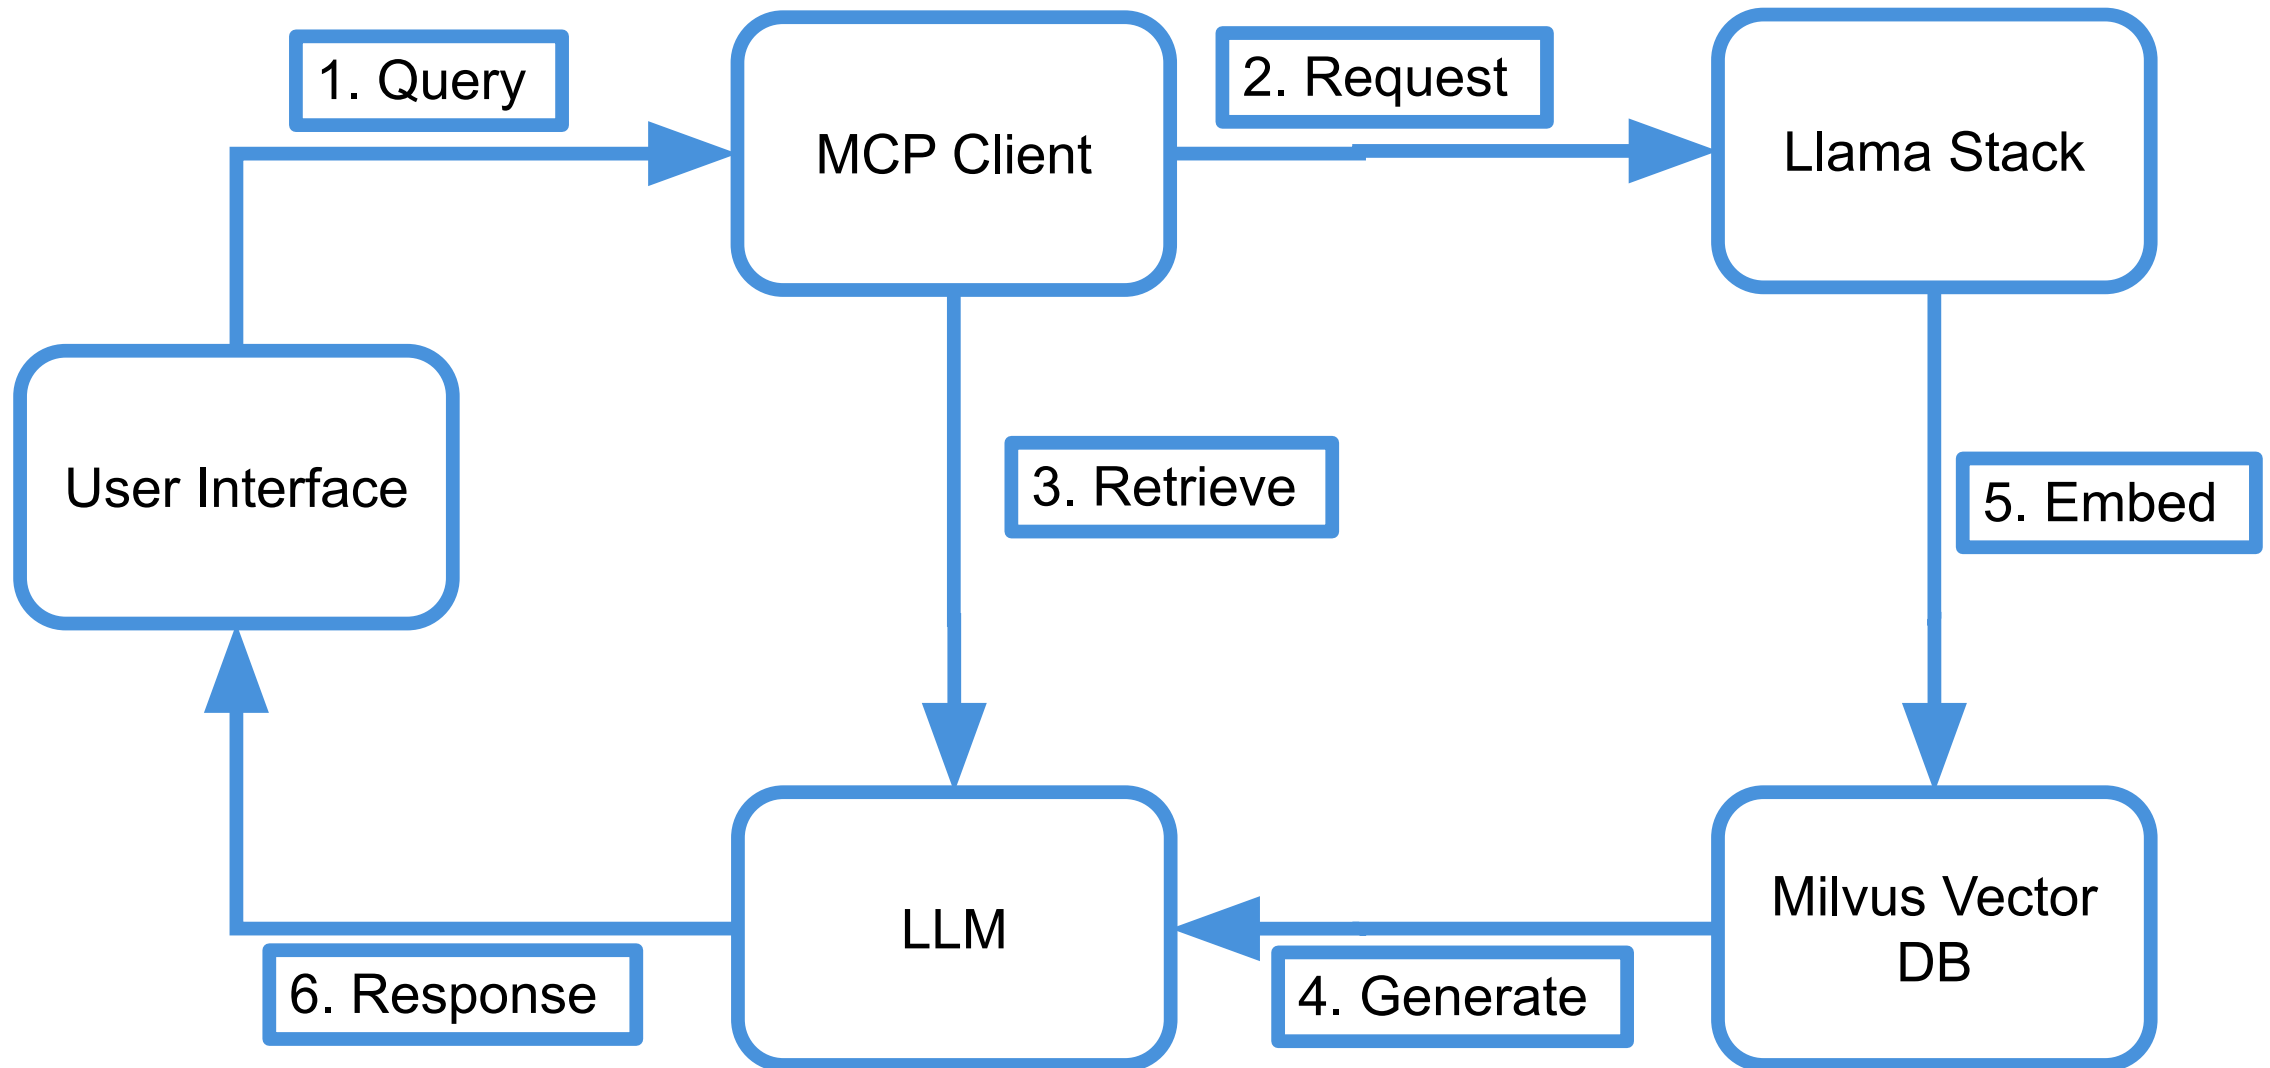 1. Query
MCP Client
2. Request
Llama Stack
User Interface
3. Retrieve
5. Embed
LLM
Milvus Vector
DB
6. Response
4. Generate